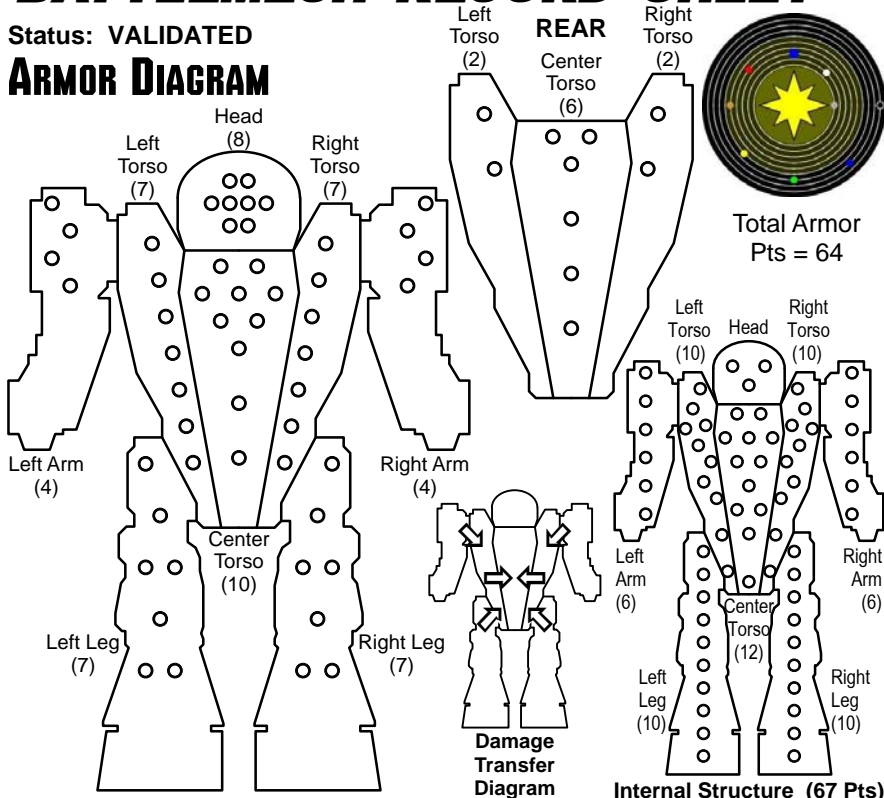 BATTLEMECH RECORD SHEET
Status: VALIDATED
ARMOR DIAGRAM
Head
(8)
Left
Torso
(7)
Right
Torso
(7)
Left Arm
(4)
Right Arm
(4)
Center
Torso
(10)
Left Leg
(7)
Right Leg
(7)
Left
Torso
(2)
REAR
Center
Torso
(6)
Right
Torso
(2)
Total Armor
Pts = 64
Damage
Transfer
Diagram
Left
Torso
(10)
Head
Right
Torso
(10)
Left
Arm
(6)
Right
Arm
(6)
Center
Torso
(12)
Left
Leg
(10)
Right
Leg
(10)
Internal Structure (67 Pts)